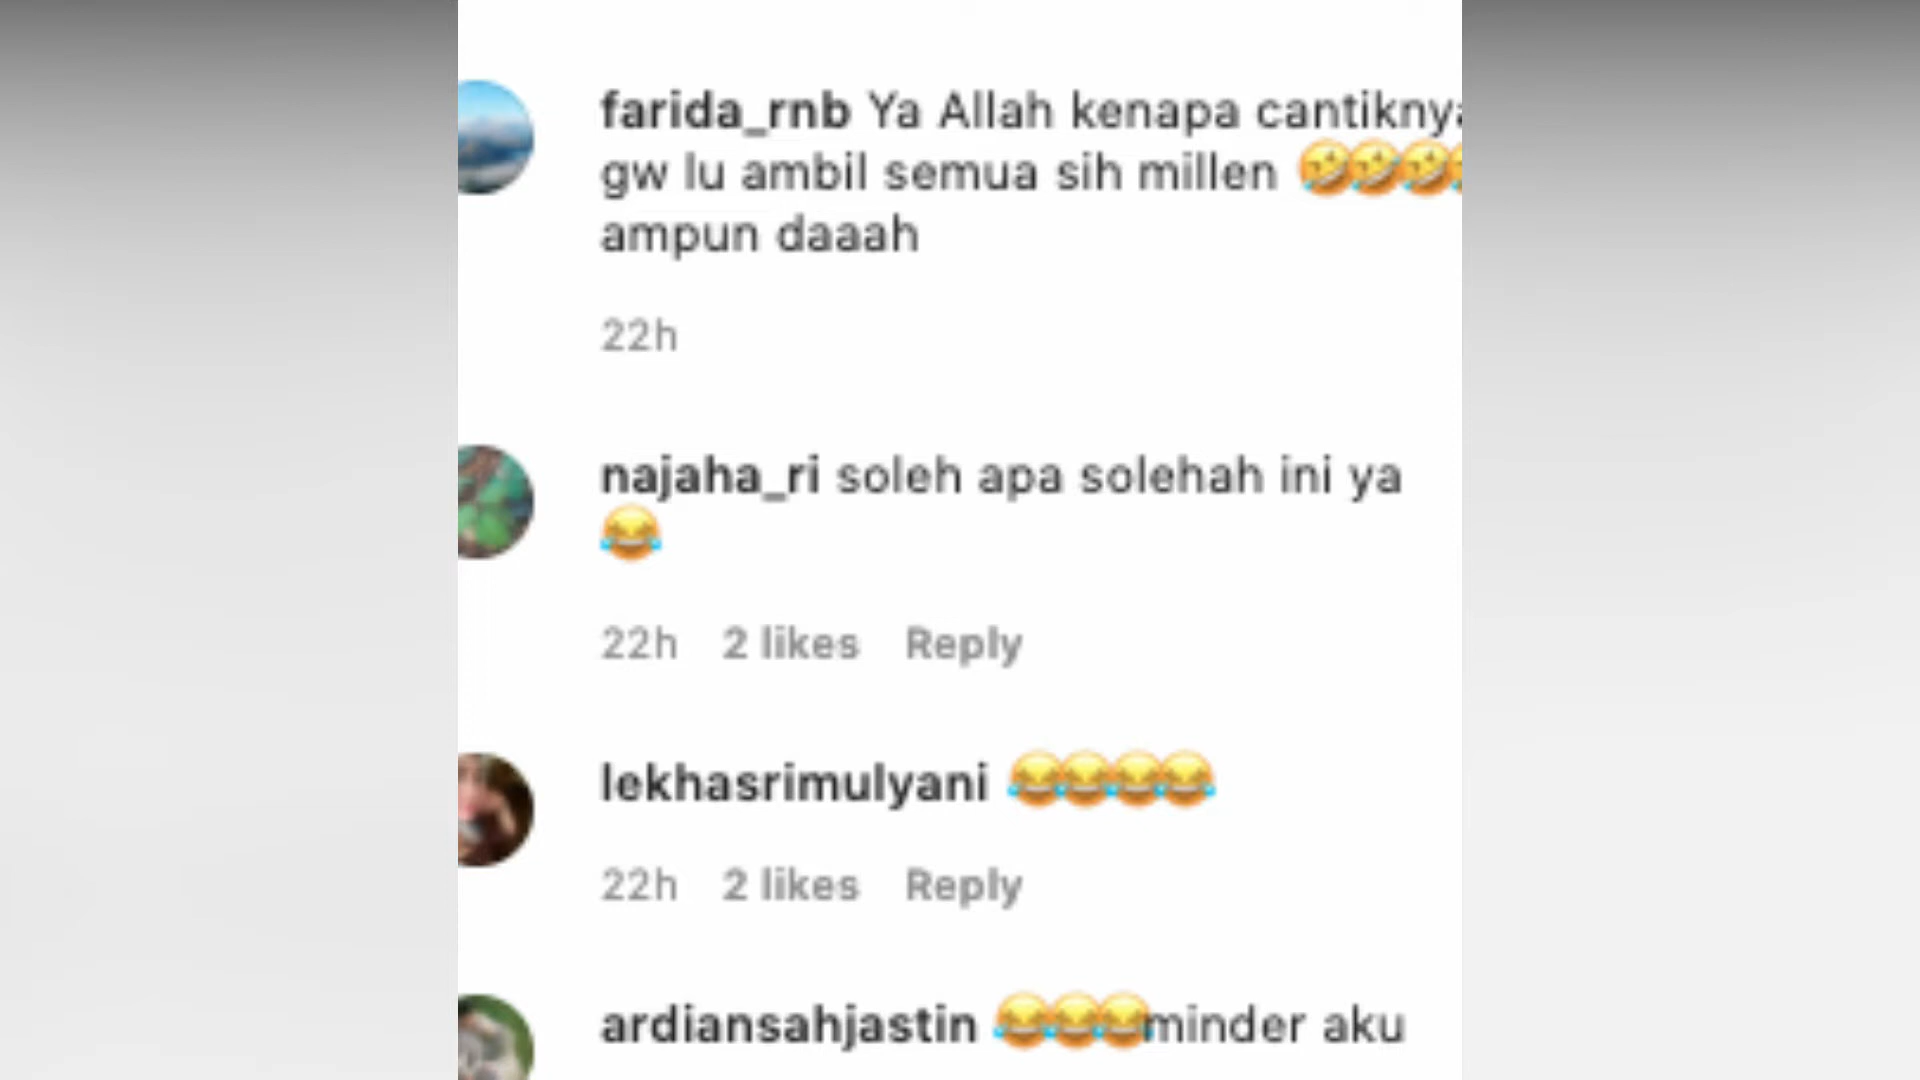 farida_rnb Ya Allah kenapa cantiknya
gw lu ambil semua sih millen 🤣🤣🤣🤣
ampun daaah
22h
najaha_ri soleh apa solehah ini ya
😂
22h 2 likes Reply
lekhasrimulyani 😂😂😂😂
22h 2 likes Reply
ardiansahjastin 😂😂😂minder aku